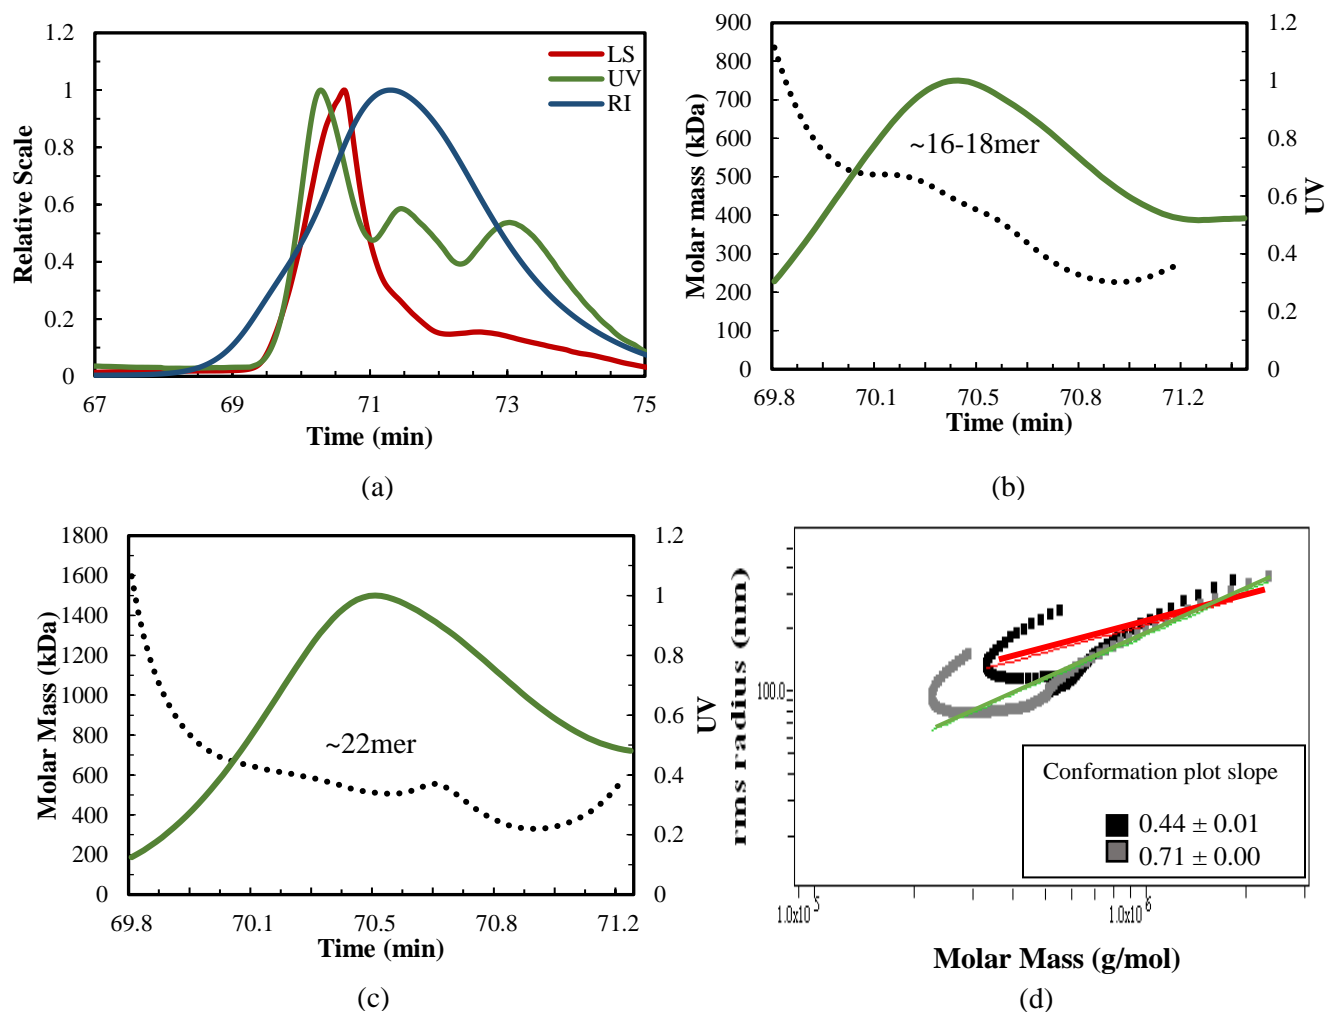 1.2
1
0.8
0.6
0.4
0.2
0
Relative Scale
LS
UV
RI
67
69
71
73
75
Time (min)
(a)
900
800
700
600
500
400
300
200
100
0
Molar mass (kDa)
~16-18mer
1.2
1
0.8
0.6
0.4
0.2
0
UV
69.8
70.1
70.5
70.8
71.2
Time (min)
(b)
1800
1600
1400
1200
1000
800
600
400
200
0
Molar Mass (kDa)
~22mer
1.2
1
0.8
0.6
0.4
0.2
0
UV
69.8
70.1
70.5
70.8
71.2
Time (min)
(c)
rms radius (nm)
100.0
Conformation plot slope
0.44 ± 0.01
0.71 ± 0.00
1.0x10⁵
1.0x10⁶
Molar Mass (g/mol)
(d)